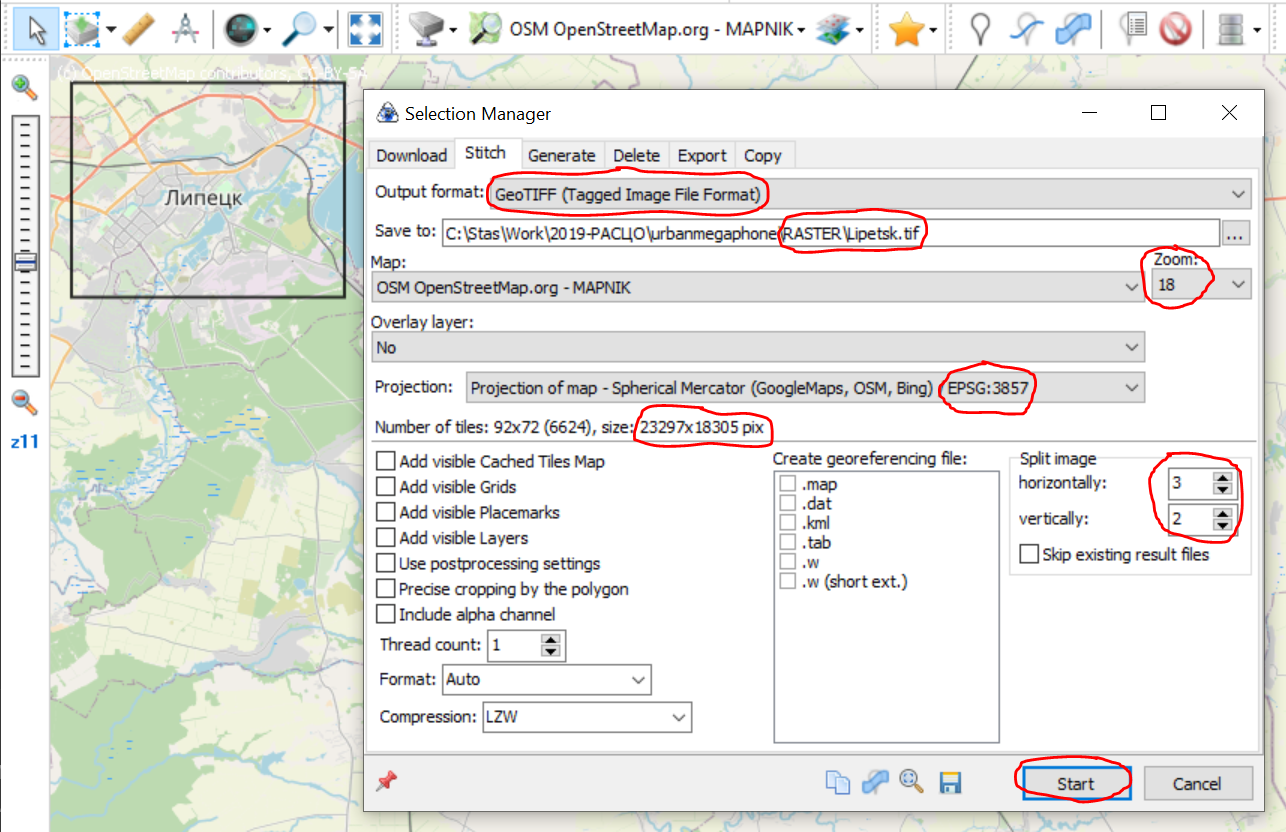 OSM OpenStreetMap.org - MAPNIK
(c) OpenStreetMap contributors, CC-BY-SA
Selection Manager
Download Stitch Generate Delete Export Copy
Output format: GeoTIFF (Tagged Image File Format)
Липецк
Save to: C:\Stas\Work\2019-РАСЦО\urbanmegaphone\RASTER\Lipetsk.tif ...
Map: Zoom:
OSM OpenStreetMap.org - MAPNIK 18
Overlay layer:
No
Projection: Projection of map - Spherical Mercator (GoogleMaps, OSM, Bing) EPSG:3857
Number of tiles: 92x72 (6624), size: 23297x18305 pix
z11
Add visible Cached Tiles Map
Add visible Grids
Add visible Placemarks
Add visible Layers
Use postprocessing settings
Precise cropping by the polygon
Include alpha channel
Thread count: 1
Format: Auto
Compression: LZW
Create georeferencing file:
.map
.dat
.kml
.tab
.w
.w (short ext.)
Split image
horizontally: 3
vertically: 2
Skip existing result files
Start Cancel